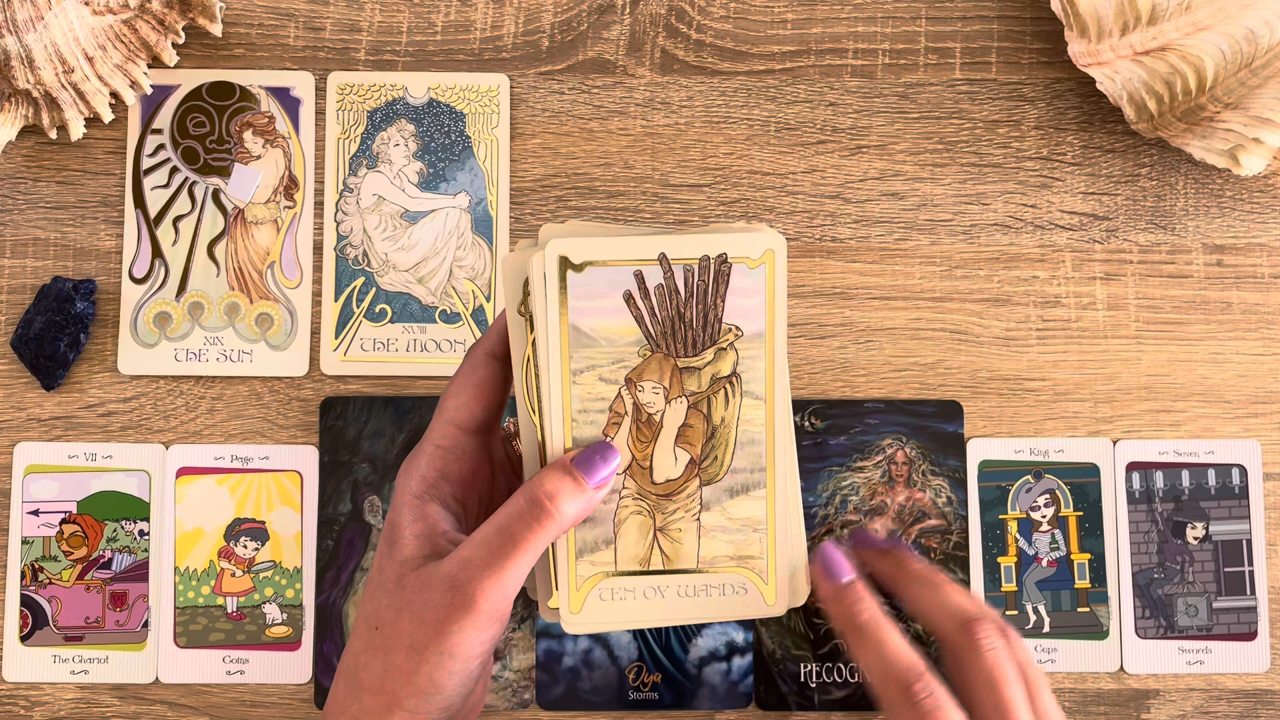 XIX
THE SUN
XVIII
THE MOON
TEN OF WANDS
VII
The Chariot
Page
Coins
Oya
Storms
King
Cups
Seven
Swords